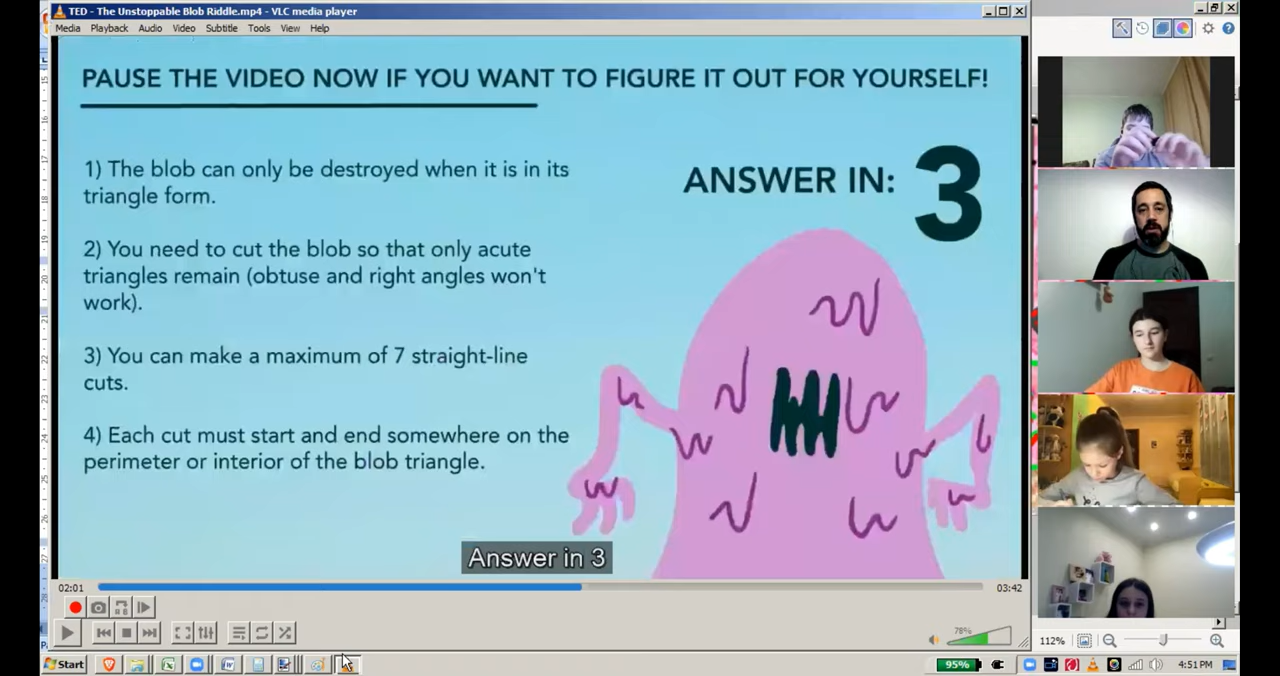 TED - The Unstoppable Blob Riddle.mp4 - VLC media player
Media Playback Audio Video Subtitle Tools View Help
PAUSE THE VIDEO NOW IF YOU WANT TO FIGURE IT OUT FOR YOURSELF!
1) The blob can only be destroyed when it is in its
triangle form.
2) You need to cut the blob so that only acute
triangles remain (obtuse and right angles won't
work).
3) You can make a maximum of 7 straight-line
cuts.
4) Each cut must start and end somewhere on the
perimeter or interior of the blob triangle.
ANSWER IN: 3
Answer in 3
02:01 03:42
78%
112%
Start
95%
4:51 PM